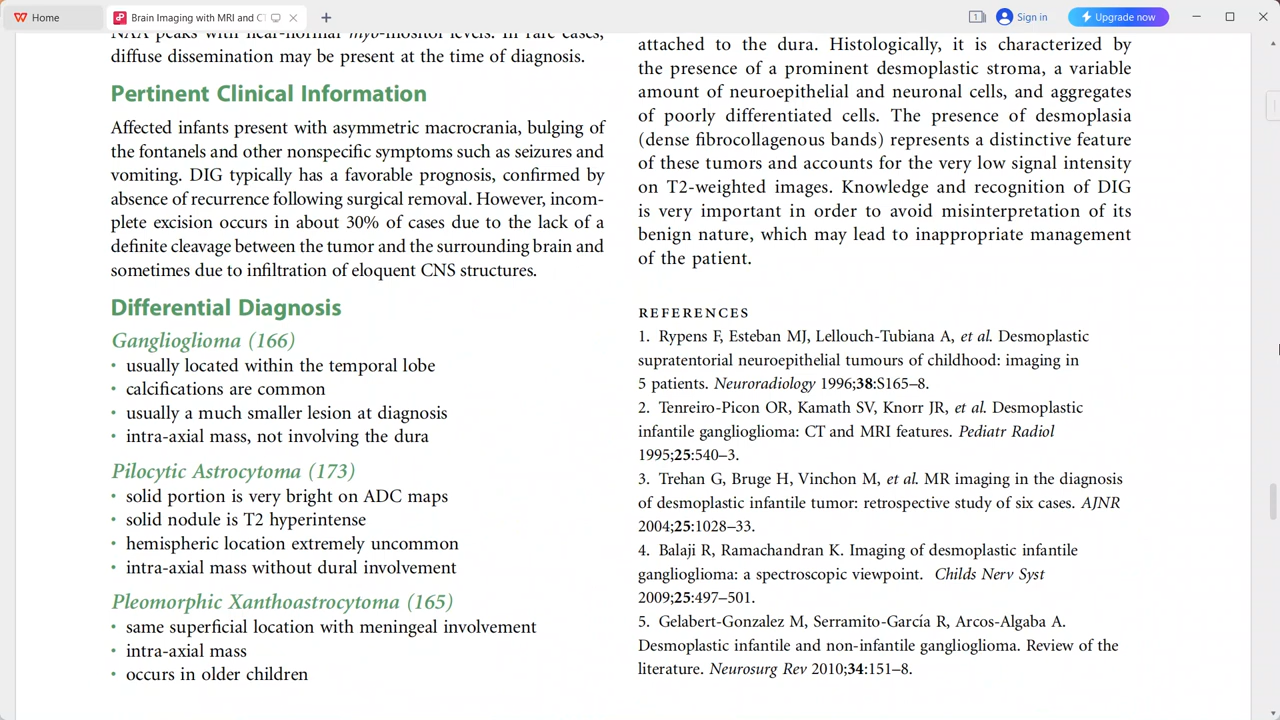 Home
Brain Imaging with MRI and CT
1
Sign in
Upgrade now
NAA peaks with near-normal myo-inositol levels. In rare cases,
diffuse dissemination may be present at the time of diagnosis.
Pertinent Clinical Information
Affected infants present with asymmetric macrocrania, bulging of
the fontanels and other nonspecific symptoms such as seizures and
vomiting. DIG typically has a favorable prognosis, confirmed by
absence of recurrence following surgical removal. However, incom-
plete excision occurs in about 30% of cases due to the lack of a
definite cleavage between the tumor and the surrounding brain and
sometimes due to infiltration of eloquent CNS structures.
Differential Diagnosis
Ganglioglioma (166)
• usually located within the temporal lobe
• calcifications are common
• usually a much smaller lesion at diagnosis
• intra-axial mass, not involving the dura
Pilocytic Astrocytoma (173)
• solid portion is very bright on ADC maps
• solid nodule is T2 hyperintense
• hemispheric location extremely uncommon
• intra-axial mass without dural involvement
Pleomorphic Xanthoastrocytoma (165)
• same superficial location with meningeal involvement
• intra-axial mass
• occurs in older children
attached to the dura. Histologically, it is characterized by
the presence of a prominent desmoplastic stroma, a variable
amount of neuroepithelial and neuronal cells, and aggregates
of poorly differentiated cells. The presence of desmoplasia
(dense fibrocollagenous bands) represents a distinctive feature
of these tumors and accounts for the very low signal intensity
on T2-weighted images. Knowledge and recognition of DIG
is very important in order to avoid misinterpretation of its
benign nature, which may lead to inappropriate management
of the patient.
REFERENCES
1. Rypens F, Esteban MJ, Lellouch-Tubiana A, et al. Desmoplastic
supratentorial neuroepithelial tumours of childhood: imaging in
5 patients. Neuroradiology 1996;38:S165–8.
2. Tenreiro-Picon OR, Kamath SV, Knorr JR, et al. Desmoplastic
infantile ganglioglioma: CT and MRI features. Pediatr Radiol
1995;25:540–3.
3. Trehan G, Bruge H, Vinchon M, et al. MR imaging in the diagnosis
of desmoplastic infantile tumor: retrospective study of six cases. AJNR
2004;25:1028–33.
4. Balaji R, Ramachandran K. Imaging of desmoplastic infantile
ganglioglioma: a spectroscopic viewpoint. Childs Nerv Syst
2009;25:497–501.
5. Gelabert-Gonzalez M, Serramito-García R, Arcos-Algaba A.
Desmoplastic infantile and non-infantile ganglioglioma. Review of the
literature. Neurosurg Rev 2010;34:151–8.